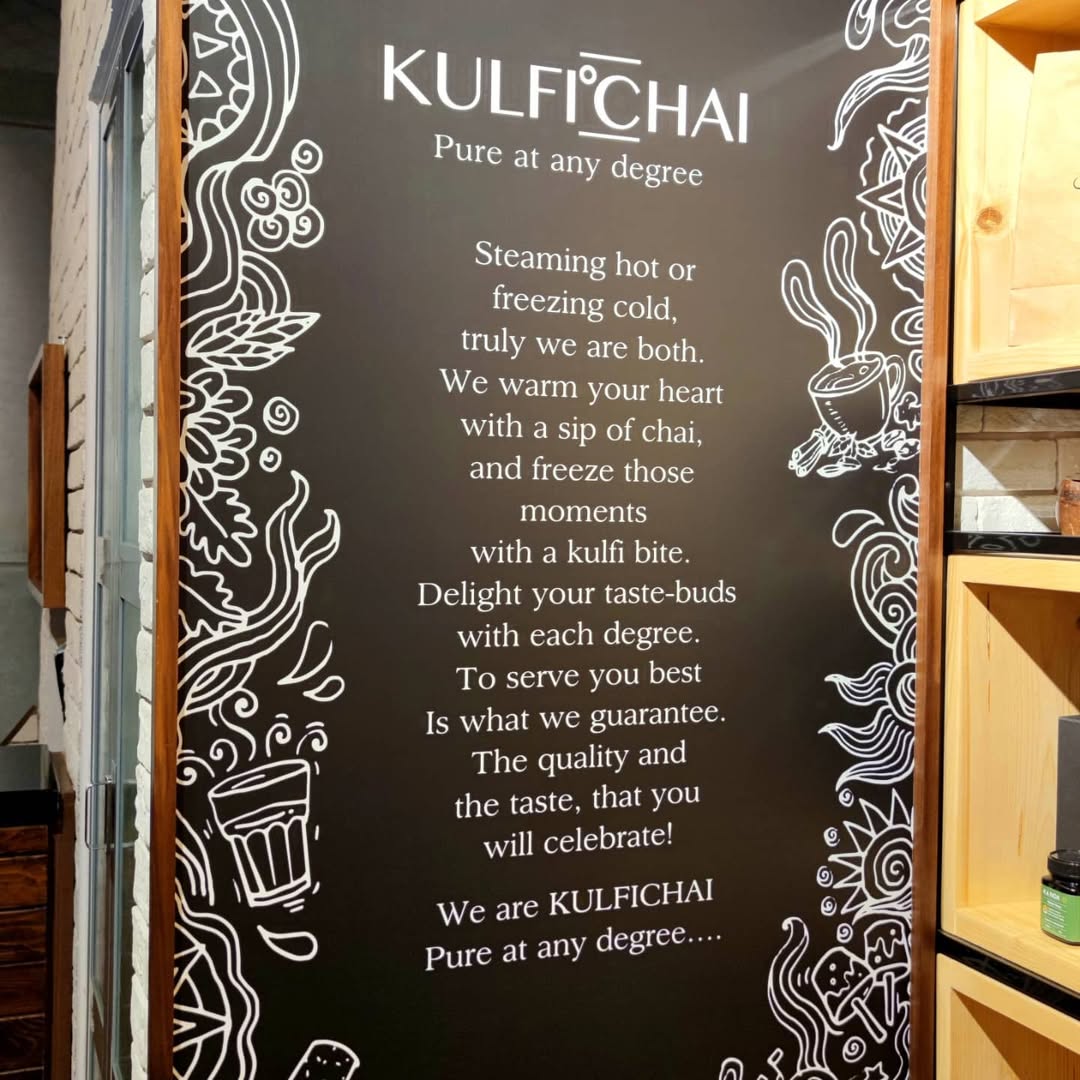 KULFI°CHAI
Pure at any degree
Steaming hot or
freezing cold,
truly we are both.
We warm your heart
with a sip of chai,
and freeze those
moments
with a kulfi bite.
Delight your taste-buds
with each degree.
To serve you best
Is what we guarantee.
The quality and
the taste, that you
will celebrate!
We are KULFICHAI
Pure at any degree....